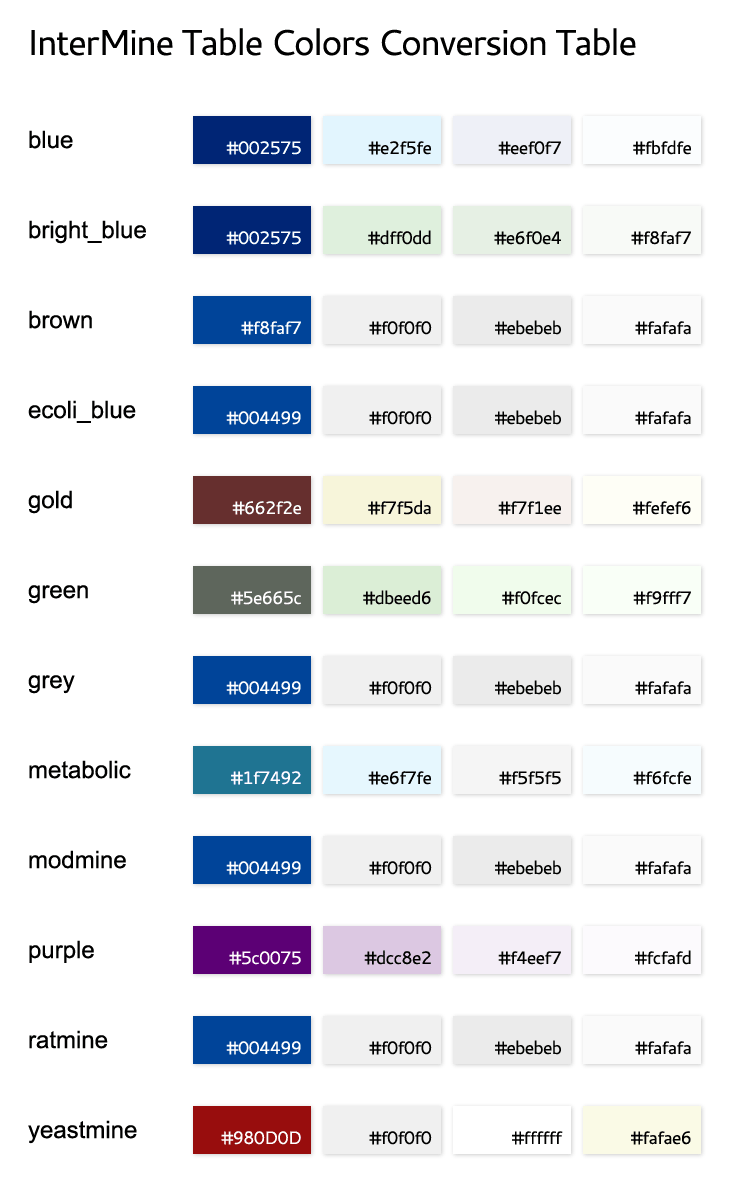 InterMine Table Colors Conversion Table
blue #002575 #e2f5fe #eef0f7 #fbfdfe
bright_blue #002575 #dff0dd #e6f0e4 #f8faf7
brown #f8faf7 #f0f0f0 #ebebeb #fafafa
ecoli_blue #004499 #f0f0f0 #ebebeb #fafafa
gold #662f2e #f7f5da #f7f1ee #fefef6
green #5e665c #dbeed6 #f0fcec #f9fff7
grey #004499 #f0f0f0 #ebebeb #fafafa
metabolic #1f7492 #e6f7fe #f5f5f5 #f6fcfe
modmine #004499 #f0f0f0 #ebebeb #fafafa
purple #5c0075 #dcc8e2 #f4eef7 #fcfafd
ratmine #004499 #f0f0f0 #ebebeb #fafafa
yeastmine #980D0D #f0f0f0 #ffffff #fafae6